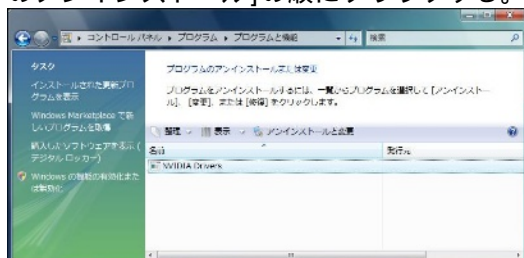 のアンインストール]の順にクリックする。
コントロール パネル ▸ プログラム ▸ プログラムと機能
検索
タスク
インストールされた更新プロ
グラムを表示
Windows Marketplace で新
しいプログラムを取得
購入したソフトウェアを表示 (
デジタル ロッカー)
Windows の機能の有効化また
は無効化
プログラムのアンインストールまたは変更
プログラムをアンインストールするには、一覧からプログラムを選択して [アンインストー
ル]、[変更]、または [修復] をクリックします。
整理
表示
アンインストールと変更
名前
発行元
NVIDIA Drivers